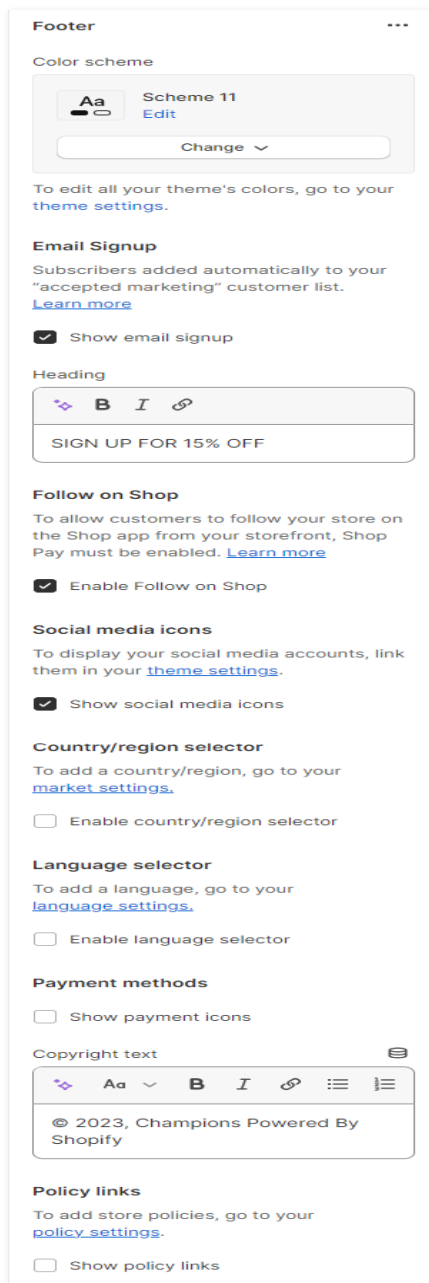 Footer
Color scheme
Aa
Scheme 11
Edit
Change
To edit all your theme's colors, go to your
theme settings.
Email Signup
Subscribers added automatically to your
“accepted marketing” customer list.
Learn more
Show email signup
Heading
B I
SIGN UP FOR 15% OFF
Follow on Shop
To allow customers to follow your store on
the Shop app from your storefront, Shop
Pay must be enabled. Learn more
Enable Follow on Shop
Social media icons
To display your social media accounts, link
them in your theme settings.
Show social media icons
Country/region selector
To add a country/region, go to your
market settings.
Enable country/region selector
Language selector
To add a language, go to your
language settings.
Enable language selector
Payment methods
Show payment icons
Copyright text
Aa B I
© 2023, Champions Powered By
Shopify
Policy links
To add store policies, go to your
policy settings.
Show policy links